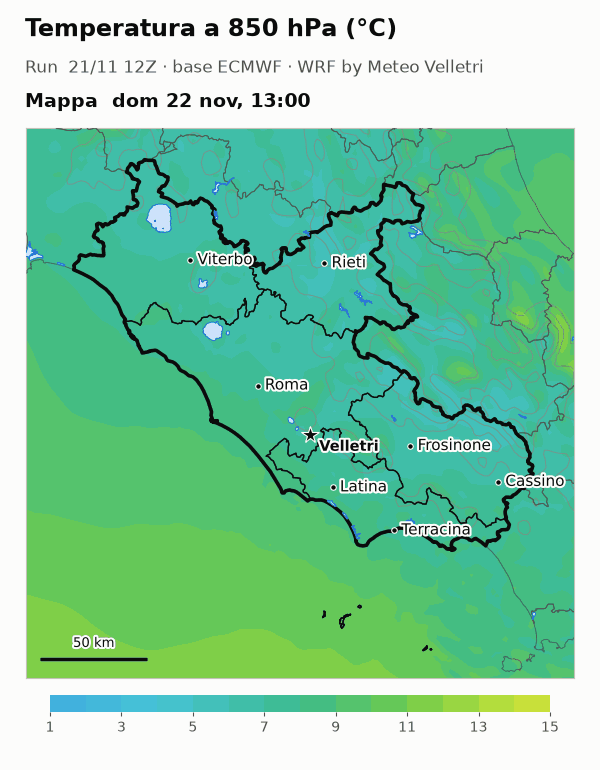 Temperatura a 850 hPa (°C)
Run  21/11 12Z · base ECMWF · WRF by Meteo Velletri
Mappa  dom 22 nov, 13:00
Viterbo
Rieti
Roma
Velletri
Frosinone
Latina
Cassino
Terracina
50 km
1 3 5 7 9 11 13 15